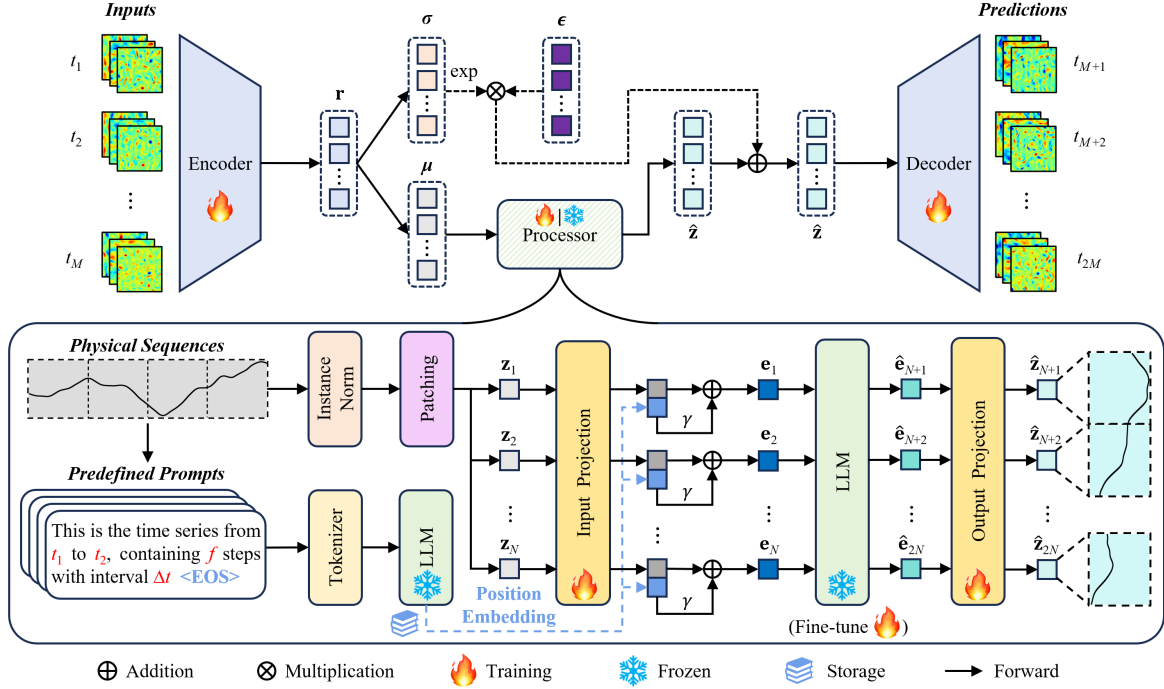 Inputs
σ
ϵ
Predictions
t1
exp
tM+1
r
t2
tM+2
Encoder
μ
Decoder
⋮
Processor
ẑ
ẑ
tM
t2M
Physical Sequences
Instance Norm
Patching
z1
Input Projection
γ
e1
LLM
êN+1
Output Projection
ẑN+1
z2
γ
e2
êN+2
ẑN+2
Predefined Prompts
This is the time series from
t1 to t2, containing f steps
with interval Δt <EOS>
Tokenizer
LLM
zN
γ
eN
ê2N
ẑ2N
Position
Embedding
(Fine-tune )
Addition
Multiplication
Training
Frozen
Storage
Forward